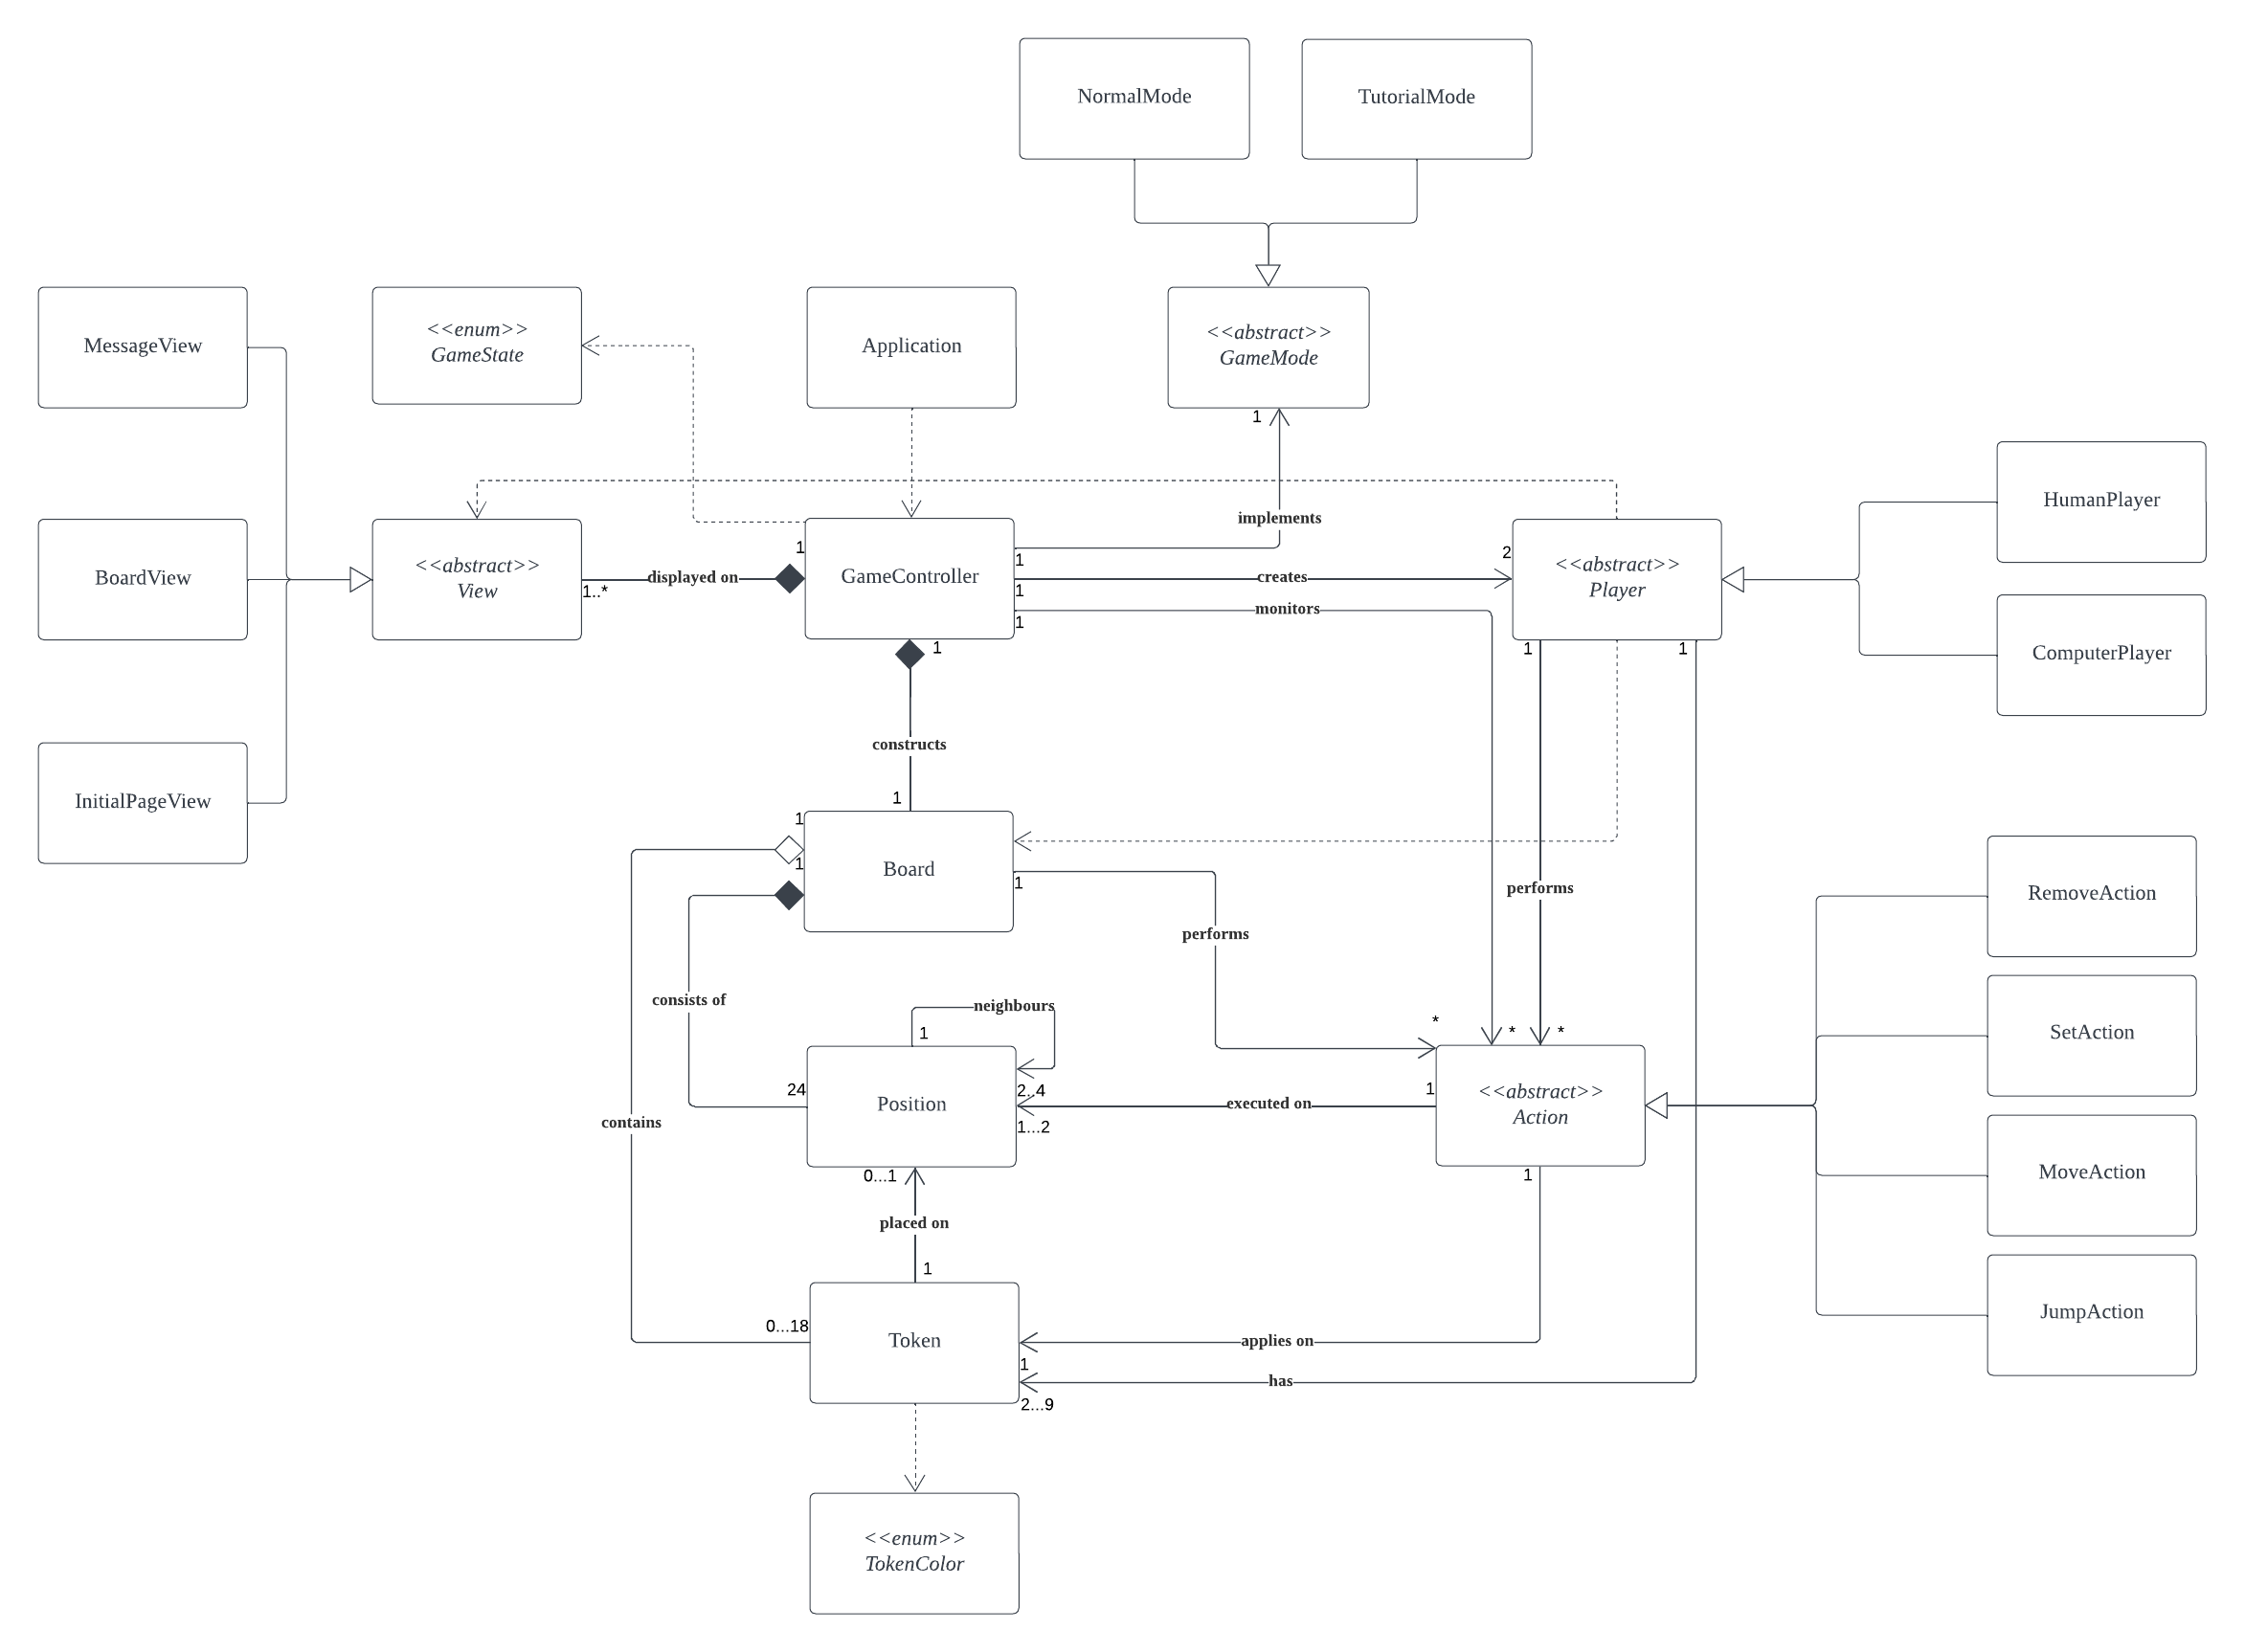 NormalMode
TutorialMode
MessageView
<<enum>>
GameState
Application
<<abstract>>
GameMode
1
HumanPlayer
implements
BoardView
<<abstract>>
View
1..*
displayed on
1
GameController
1
1
1
creates
monitors
2
<<abstract>>
Player
1
1
ComputerPlayer
1
constructs
1
InitialPageView
1
1
Board
1
performs
performs
RemoveAction
consists of
neighbours
1
*
*
*
SetAction
24
Position
2..4
1...2
executed on
1
<<abstract>>
Action
contains
MoveAction
0...1
1
placed on
1
0...18
Token
applies on
1
has
2...9
JumpAction
<<enum>>
TokenColor